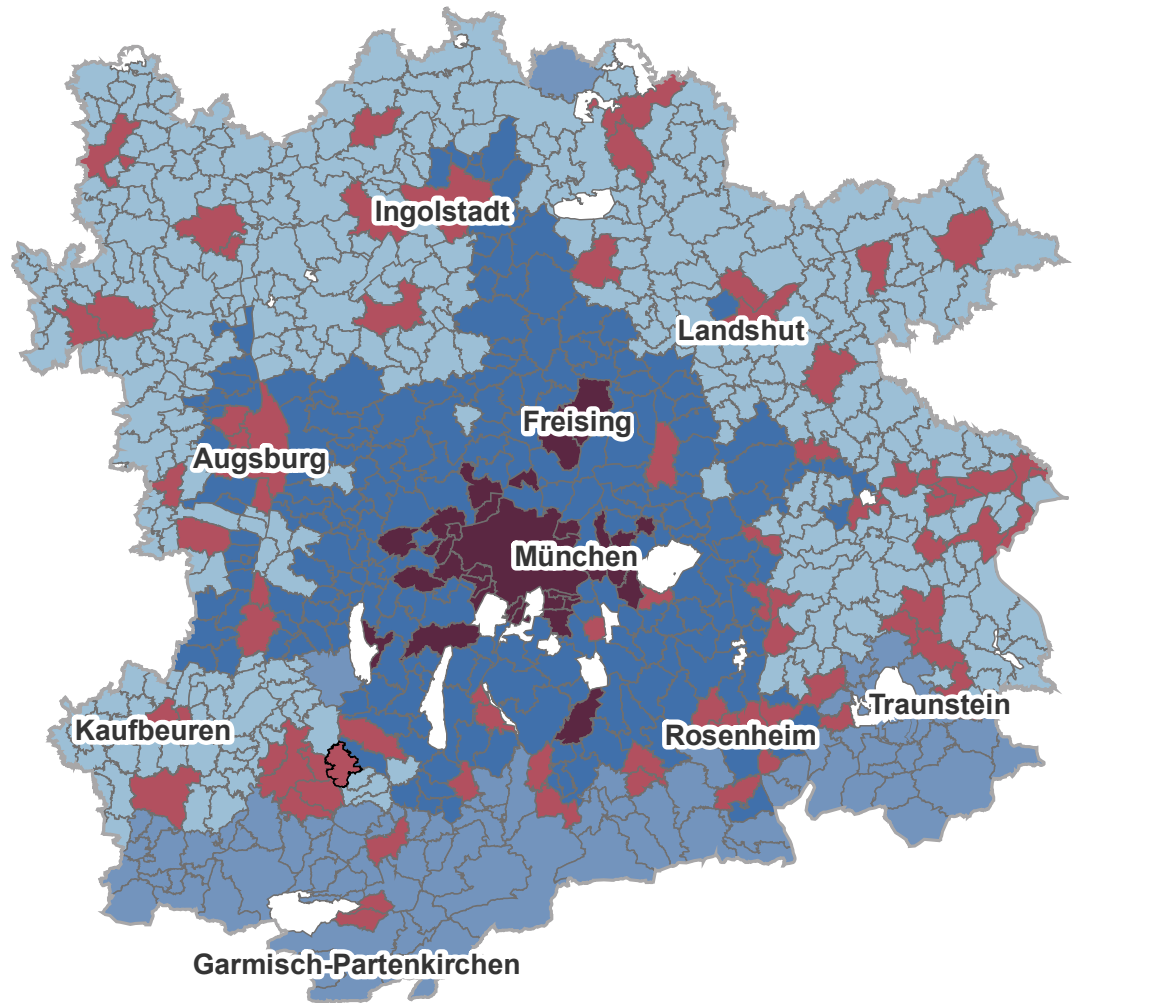 Ingolstadt
Landshut
Freising
Augsburg
München
Traunstein
Kaufbeuren
Rosenheim
Garmisch-Partenkirchen